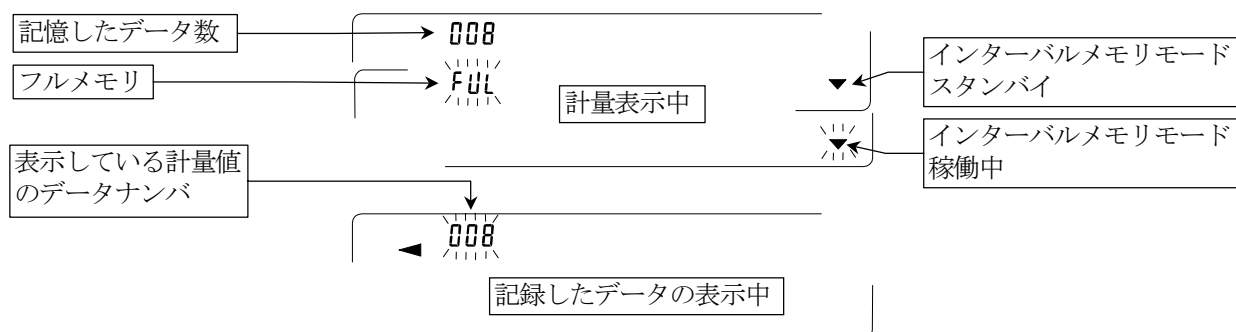 記憶したデータ数
008
フルメモリ
FUL
計量表示中
インターバルメモリモード
スタンバイ
インターバルメモリモード
稼働中
表示している計量値
のデータナンバ
008
記録したデータの表示中